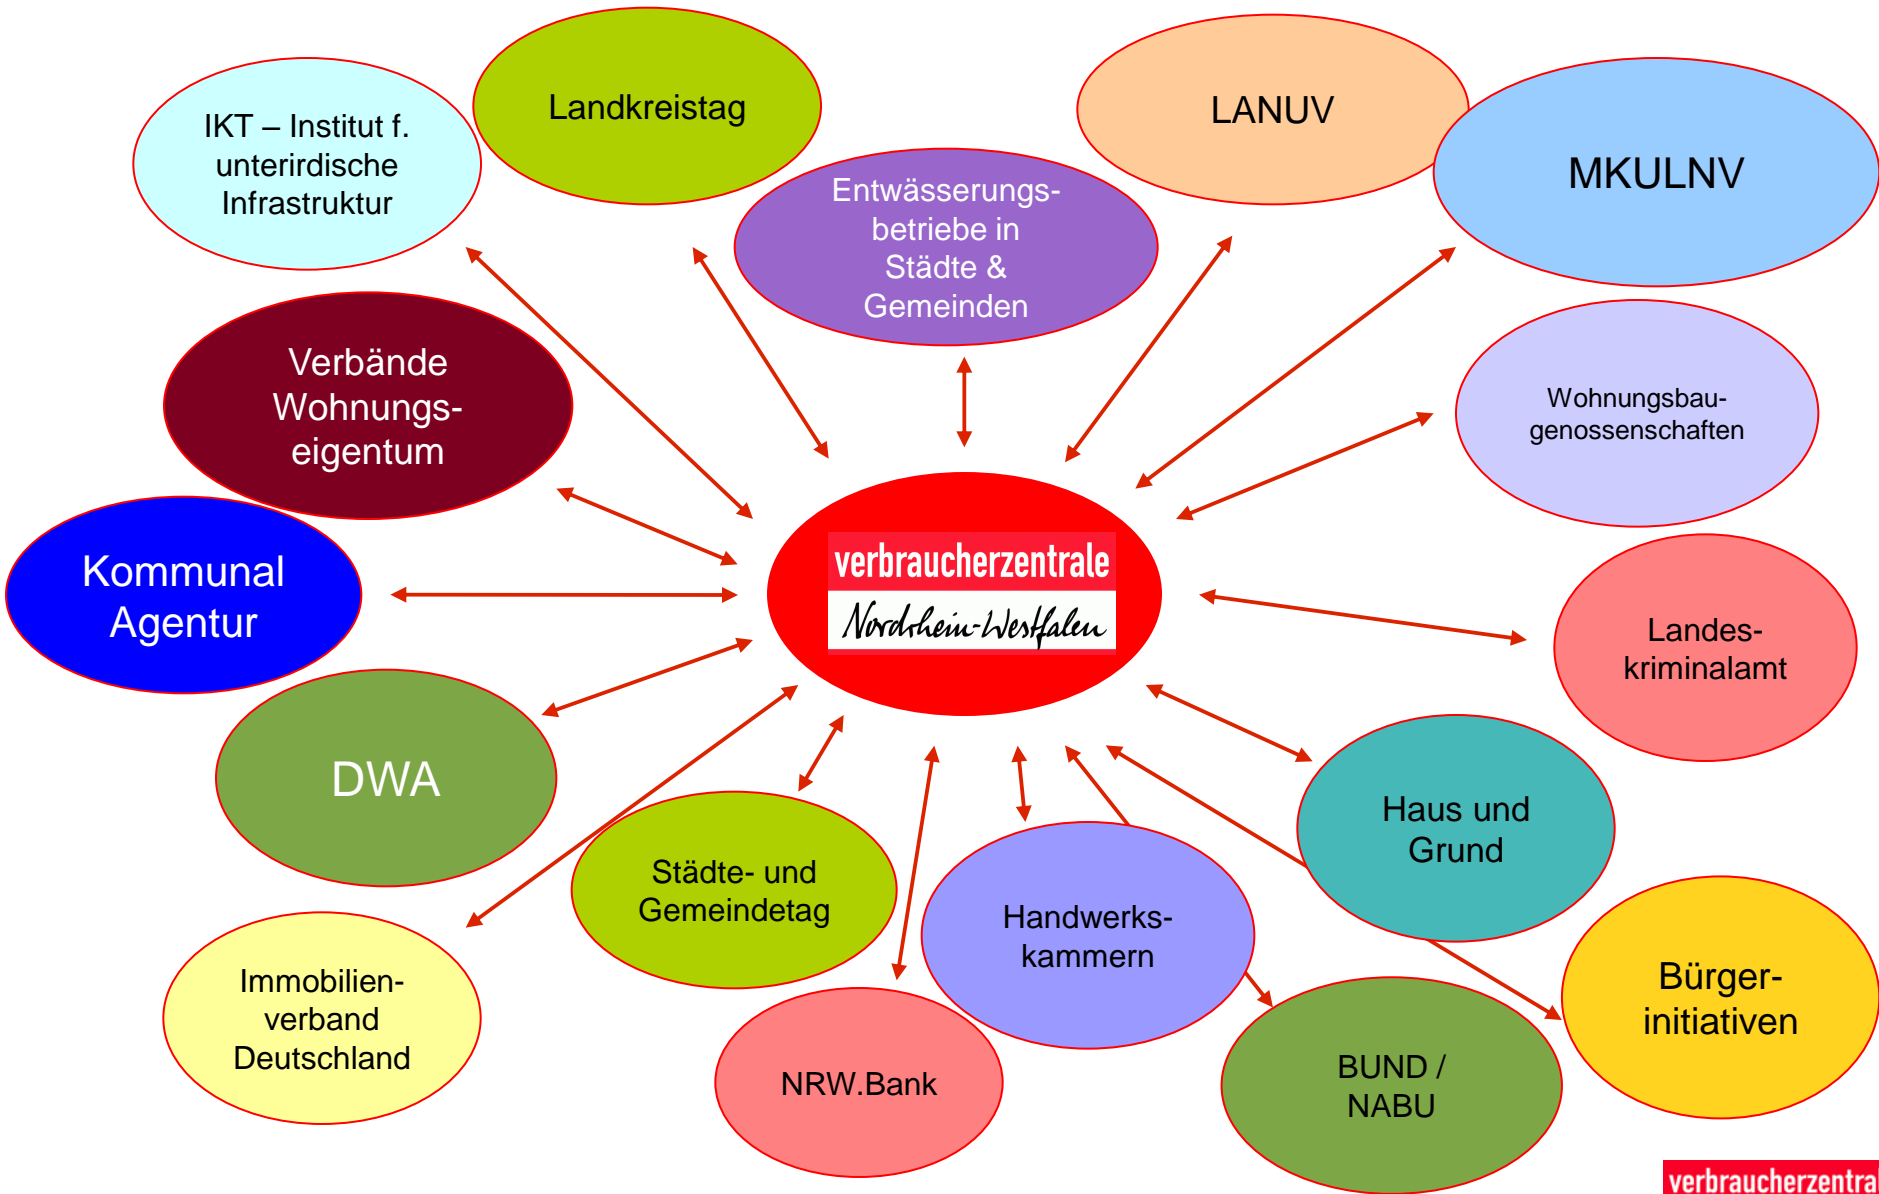 Landkreistag
LANUV
IKT – Institut f.
unterirdische
Infrastruktur
MKULNV
Entwässerungs-
betriebe in
Städte &
Gemeinden
Verbände
Wohnungs-
eigentum
Wohnungsbau-
genossenschaften
Kommunal
Agentur
verbraucherzentrale
Nordrhein-Westfalen
Landes-
kriminalamt
DWA
Haus und
Grund
Städte- und
Gemeindetag
Handwerks-
kammern
Immobilien-
verband
Deutschland
Bürger-
initiativen
NRW.Bank
BUND /
NABU
verbraucherzentra